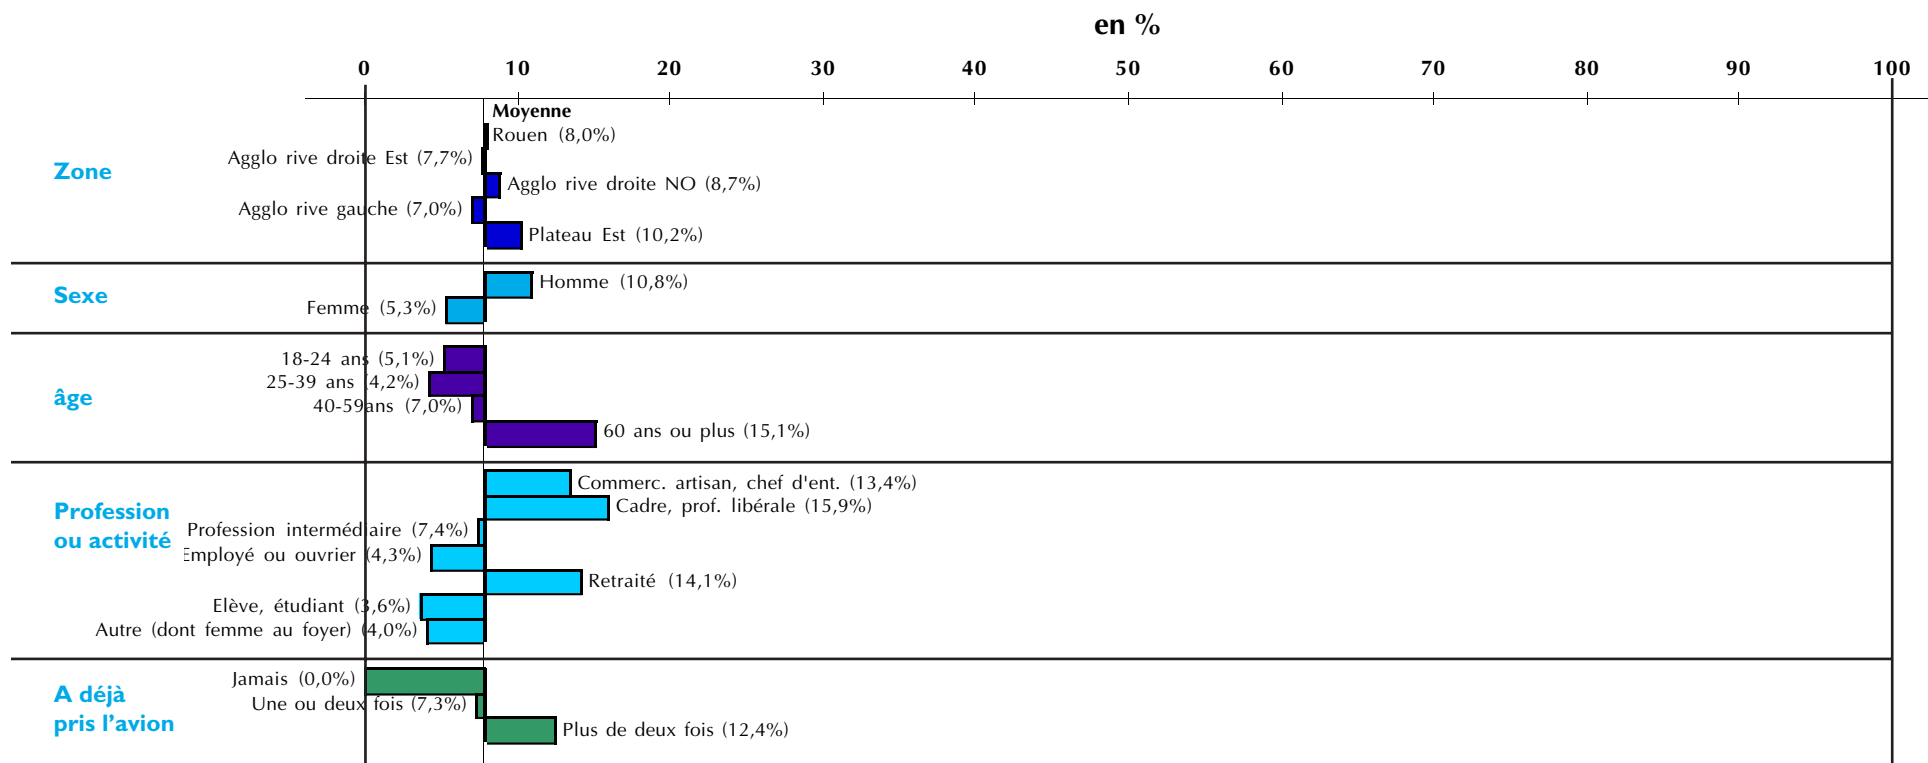 en %
0 10 20 30 40 50 60 70 80 90 100
Moyenne
Zone
Rouen (8,0%)
Agglo rive droite Est (7,7%)
Agglo rive droite NO (8,7%)
Agglo rive gauche (7,0%)
Plateau Est (10,2%)
Sexe
Homme (10,8%)
Femme (5,3%)
âge
18-24 ans (5,1%)
25-39 ans (4,2%)
40-59ans (7,0%)
60 ans ou plus (15,1%)
Profession
ou activité
Commerc. artisan, chef d'ent. (13,4%)
Cadre, prof. libérale (15,9%)
Profession intermédiaire (7,4%)
Employé ou ouvrier (4,3%)
Retraité (14,1%)
Elève, étudiant (3,6%)
Autre (dont femme au foyer) (4,0%)
A déjà
pris l’avion
Jamais (0,0%)
Une ou deux fois (7,3%)
Plus de deux fois (12,4%)